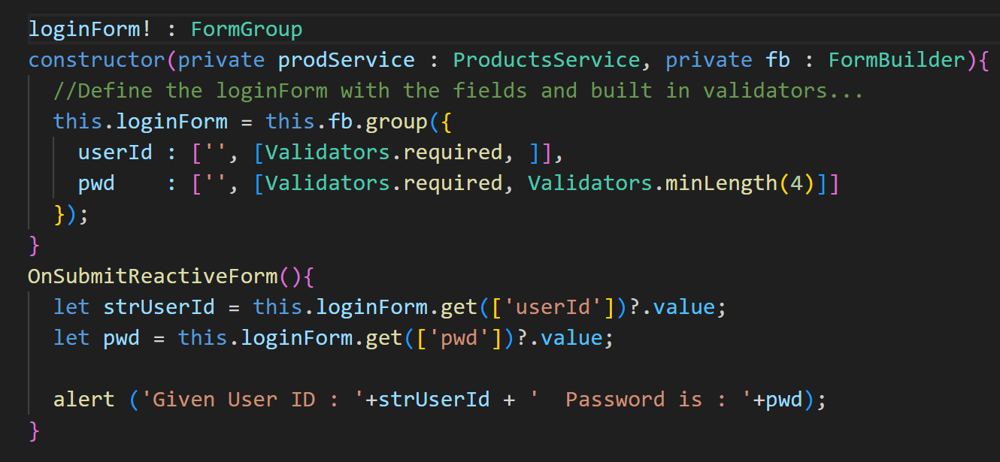 loginForm! : FormGroup
constructor(private prodService : ProductsService, private fb : FormBuilder){
//Define the loginForm with the fields and built in validators...
this.loginForm = this.fb.group({
userId : ['', [Validators.required, ]],
pwd    : ['', [Validators.required, Validators.minLength(4)]]
});
}
OnSubmitReactiveForm(){
let strUserId = this.loginForm.get(['userId'])?.value;
let pwd = this.loginForm.get(['pwd'])?.value;
alert ('Given User ID : '+strUserId + '  Password is : '+pwd);
}